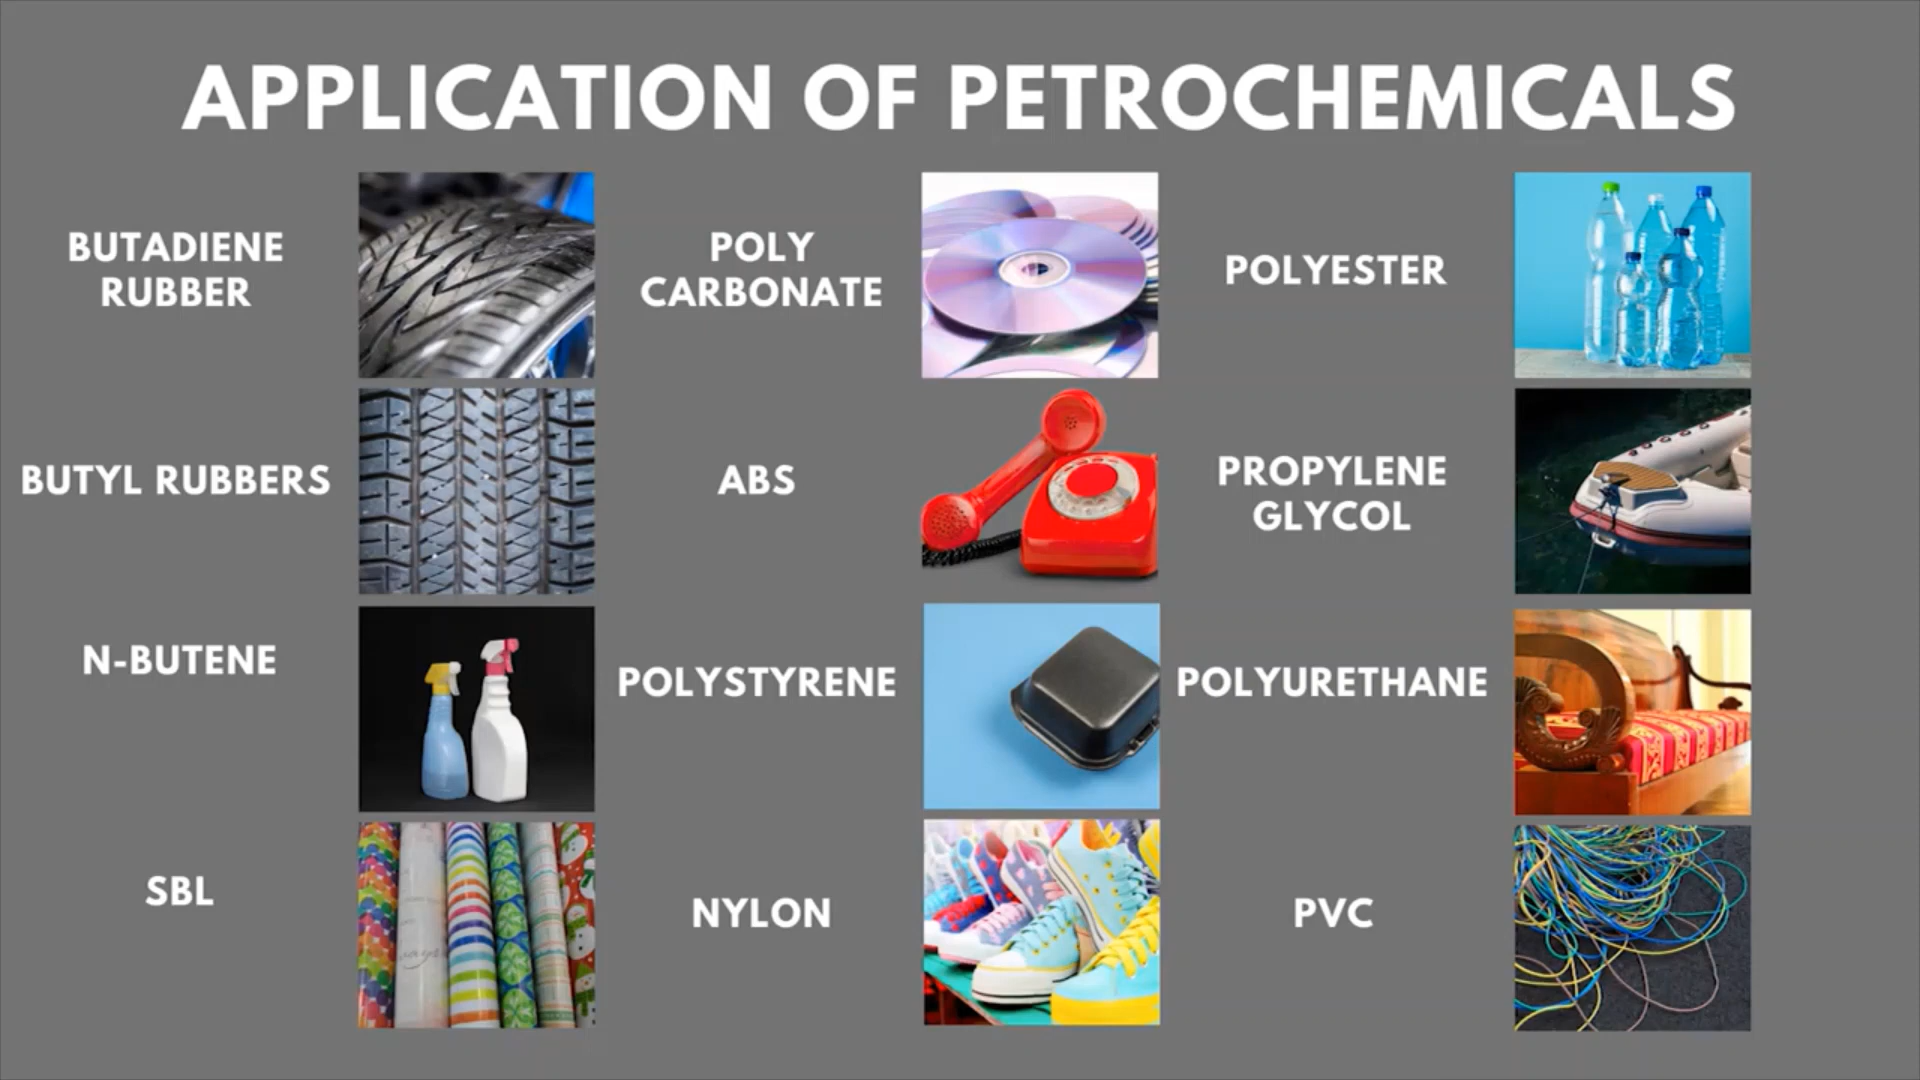 APPLICATION OF PETROCHEMICALS
BUTADIENE
RUBBER
POLY
CARBONATE
POLYESTER
BUTYL RUBBERS
ABS
PROPYLENE
GLYCOL
N-BUTENE
POLYSTYRENE
POLYURETHANE
SBL
NYLON
PVC